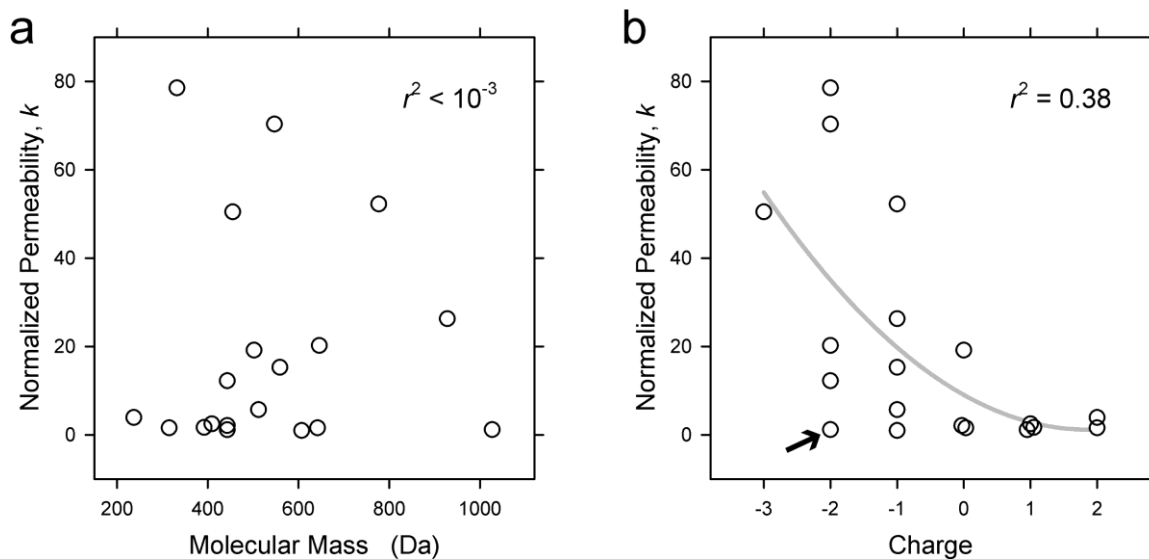 a
r² < 10⁻³
Normalized Permeability, k
80
60
40
20
0
200 400 600 800 1000
Molecular Mass (Da)
b
r² = 0.38
Normalized Permeability, k
80
60
40
20
0
-3 -2 -1 0 1 2
Charge